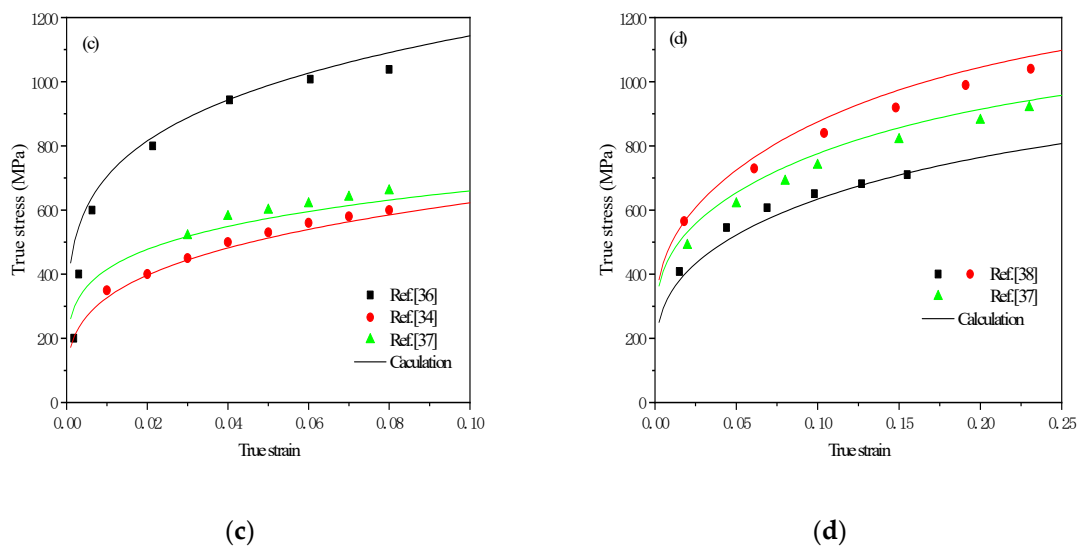 (c)
1200
1000
800
600
400
200
0
True stress (MPa)
Ref.[36]
Ref.[34]
Ref.[37]
Caculation
0.00 0.02 0.04 0.06 0.08 0.10
True strain
(d)
1200
1000
800
600
400
200
0
True stress (MPa)
Ref.[38]
Ref.[37]
Calculation
0.00 0.05 0.10 0.15 0.20 0.25
True strain
(c)
(d)